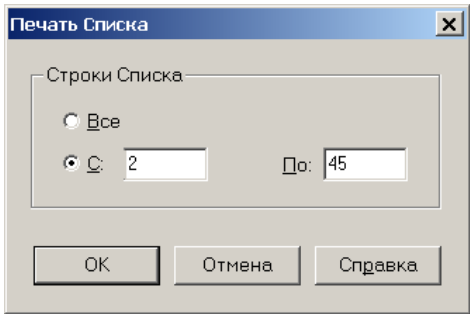 Печать Списка
Строки Списка
Все
С: 2 По: 45
OK Отмена Справка